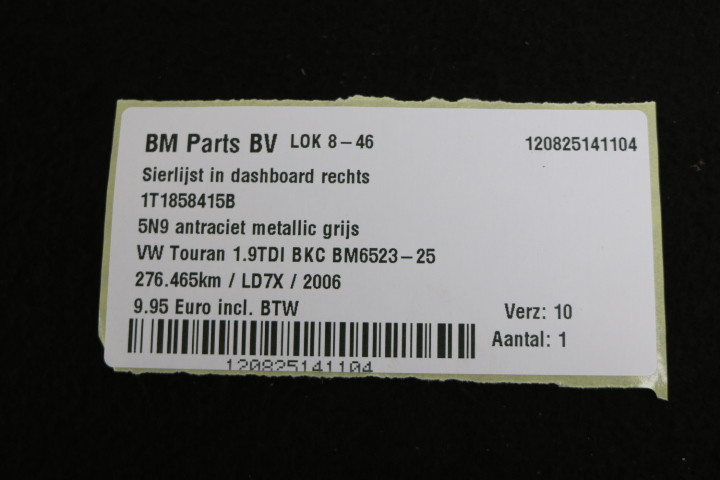 BM Parts BV LOK 8-46 120825141104
Sierlijst in dashboard rechts
1T1858415B
5N9 antraciet metallic grijs
VW Touran 1.9TDI BKC BM6523-25
276.465km / LD7X / 2006
9.95 Euro incl. BTW Verz: 10
Aantal: 1
120825141104